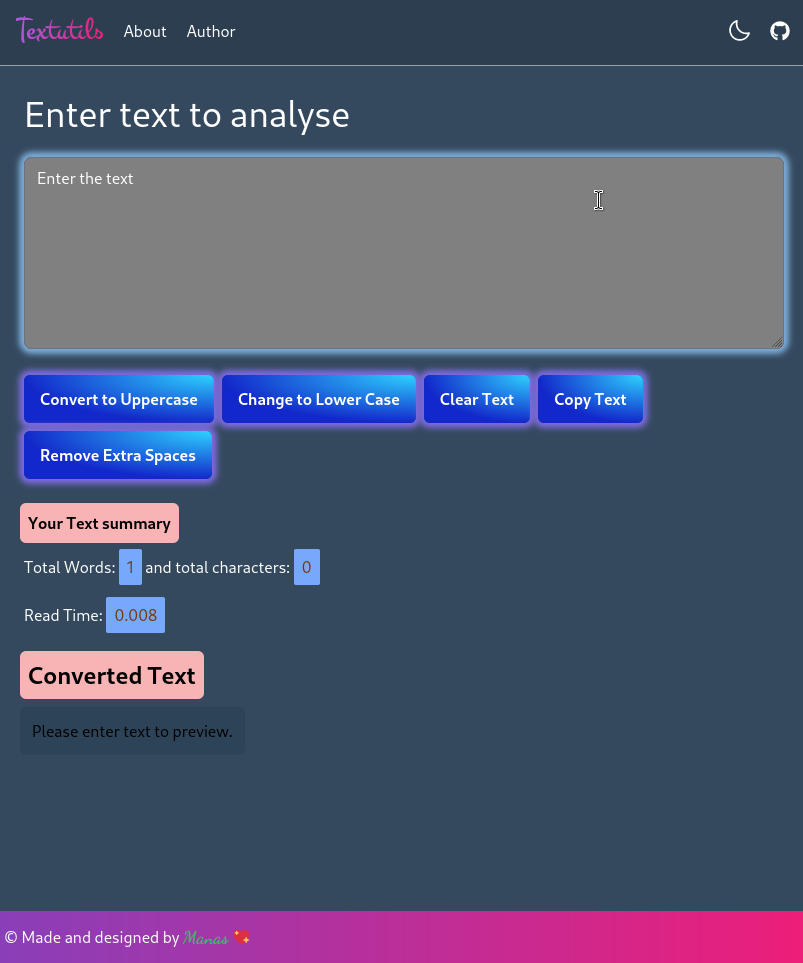 Textutils About Author
Enter text to analyse
Enter the text
Convert to Uppercase Change to Lower Case Clear Text Copy Text
Remove Extra Spaces
Your Text summary
Total Words: 1 and total characters: 0
Read Time: 0.008
Converted Text
Please enter text to preview.
© Made and designed by Manas 💖